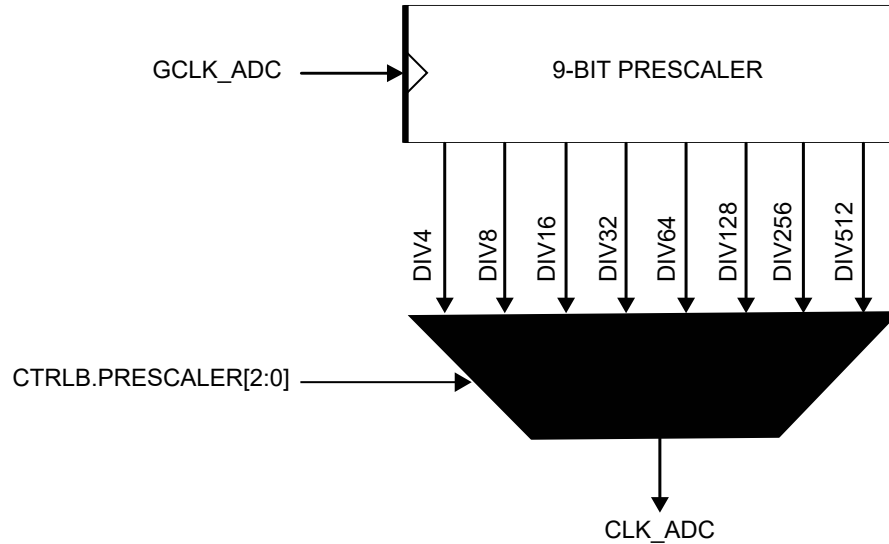 GCLK_ADC
9-BIT PRESCALER
DIV4
DIV8
DIV16
DIV32
DIV64
DIV128
DIV256
DIV512
CTRLB.PRESCALER[2:0]
CLK_ADC